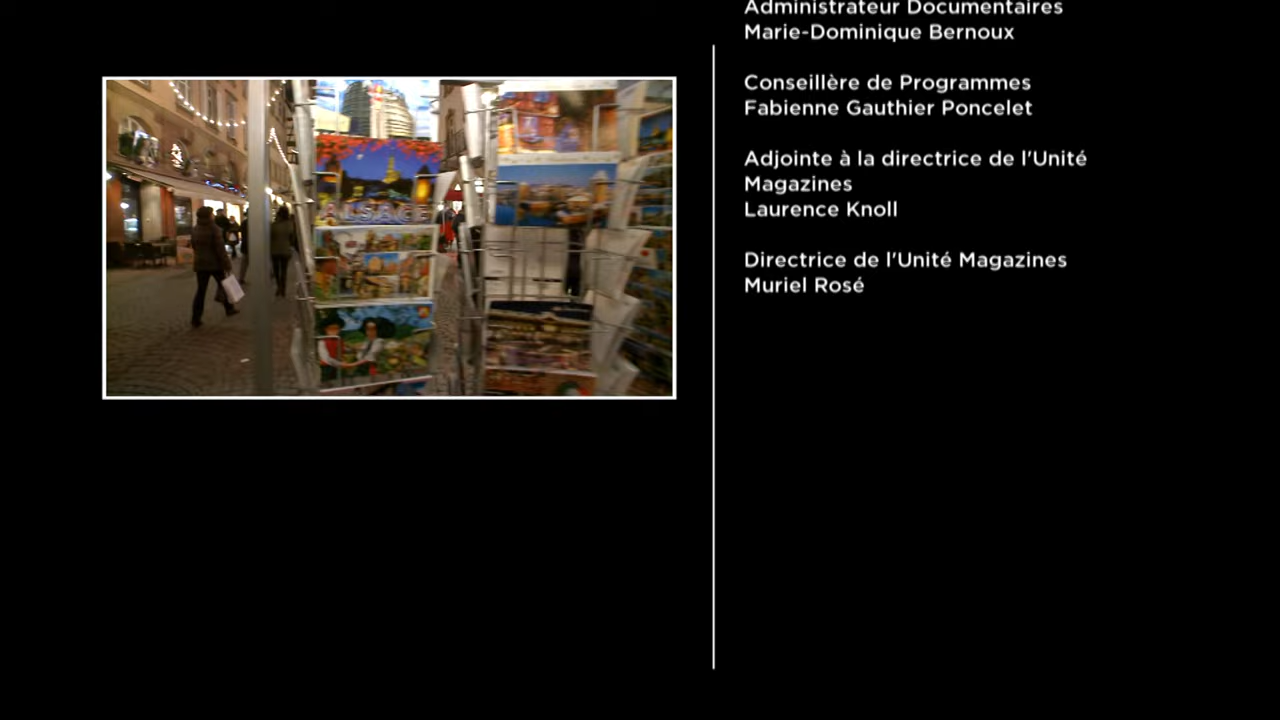 ALSACE
Administrateur Documentaires
Marie-Dominique Bernoux
Conseillère de Programmes
Fabienne Gauthier Poncelet
Adjointe à la directrice de l'Unité
Magazines
Laurence Knoll
Directrice de l'Unité Magazines
Muriel Rosé